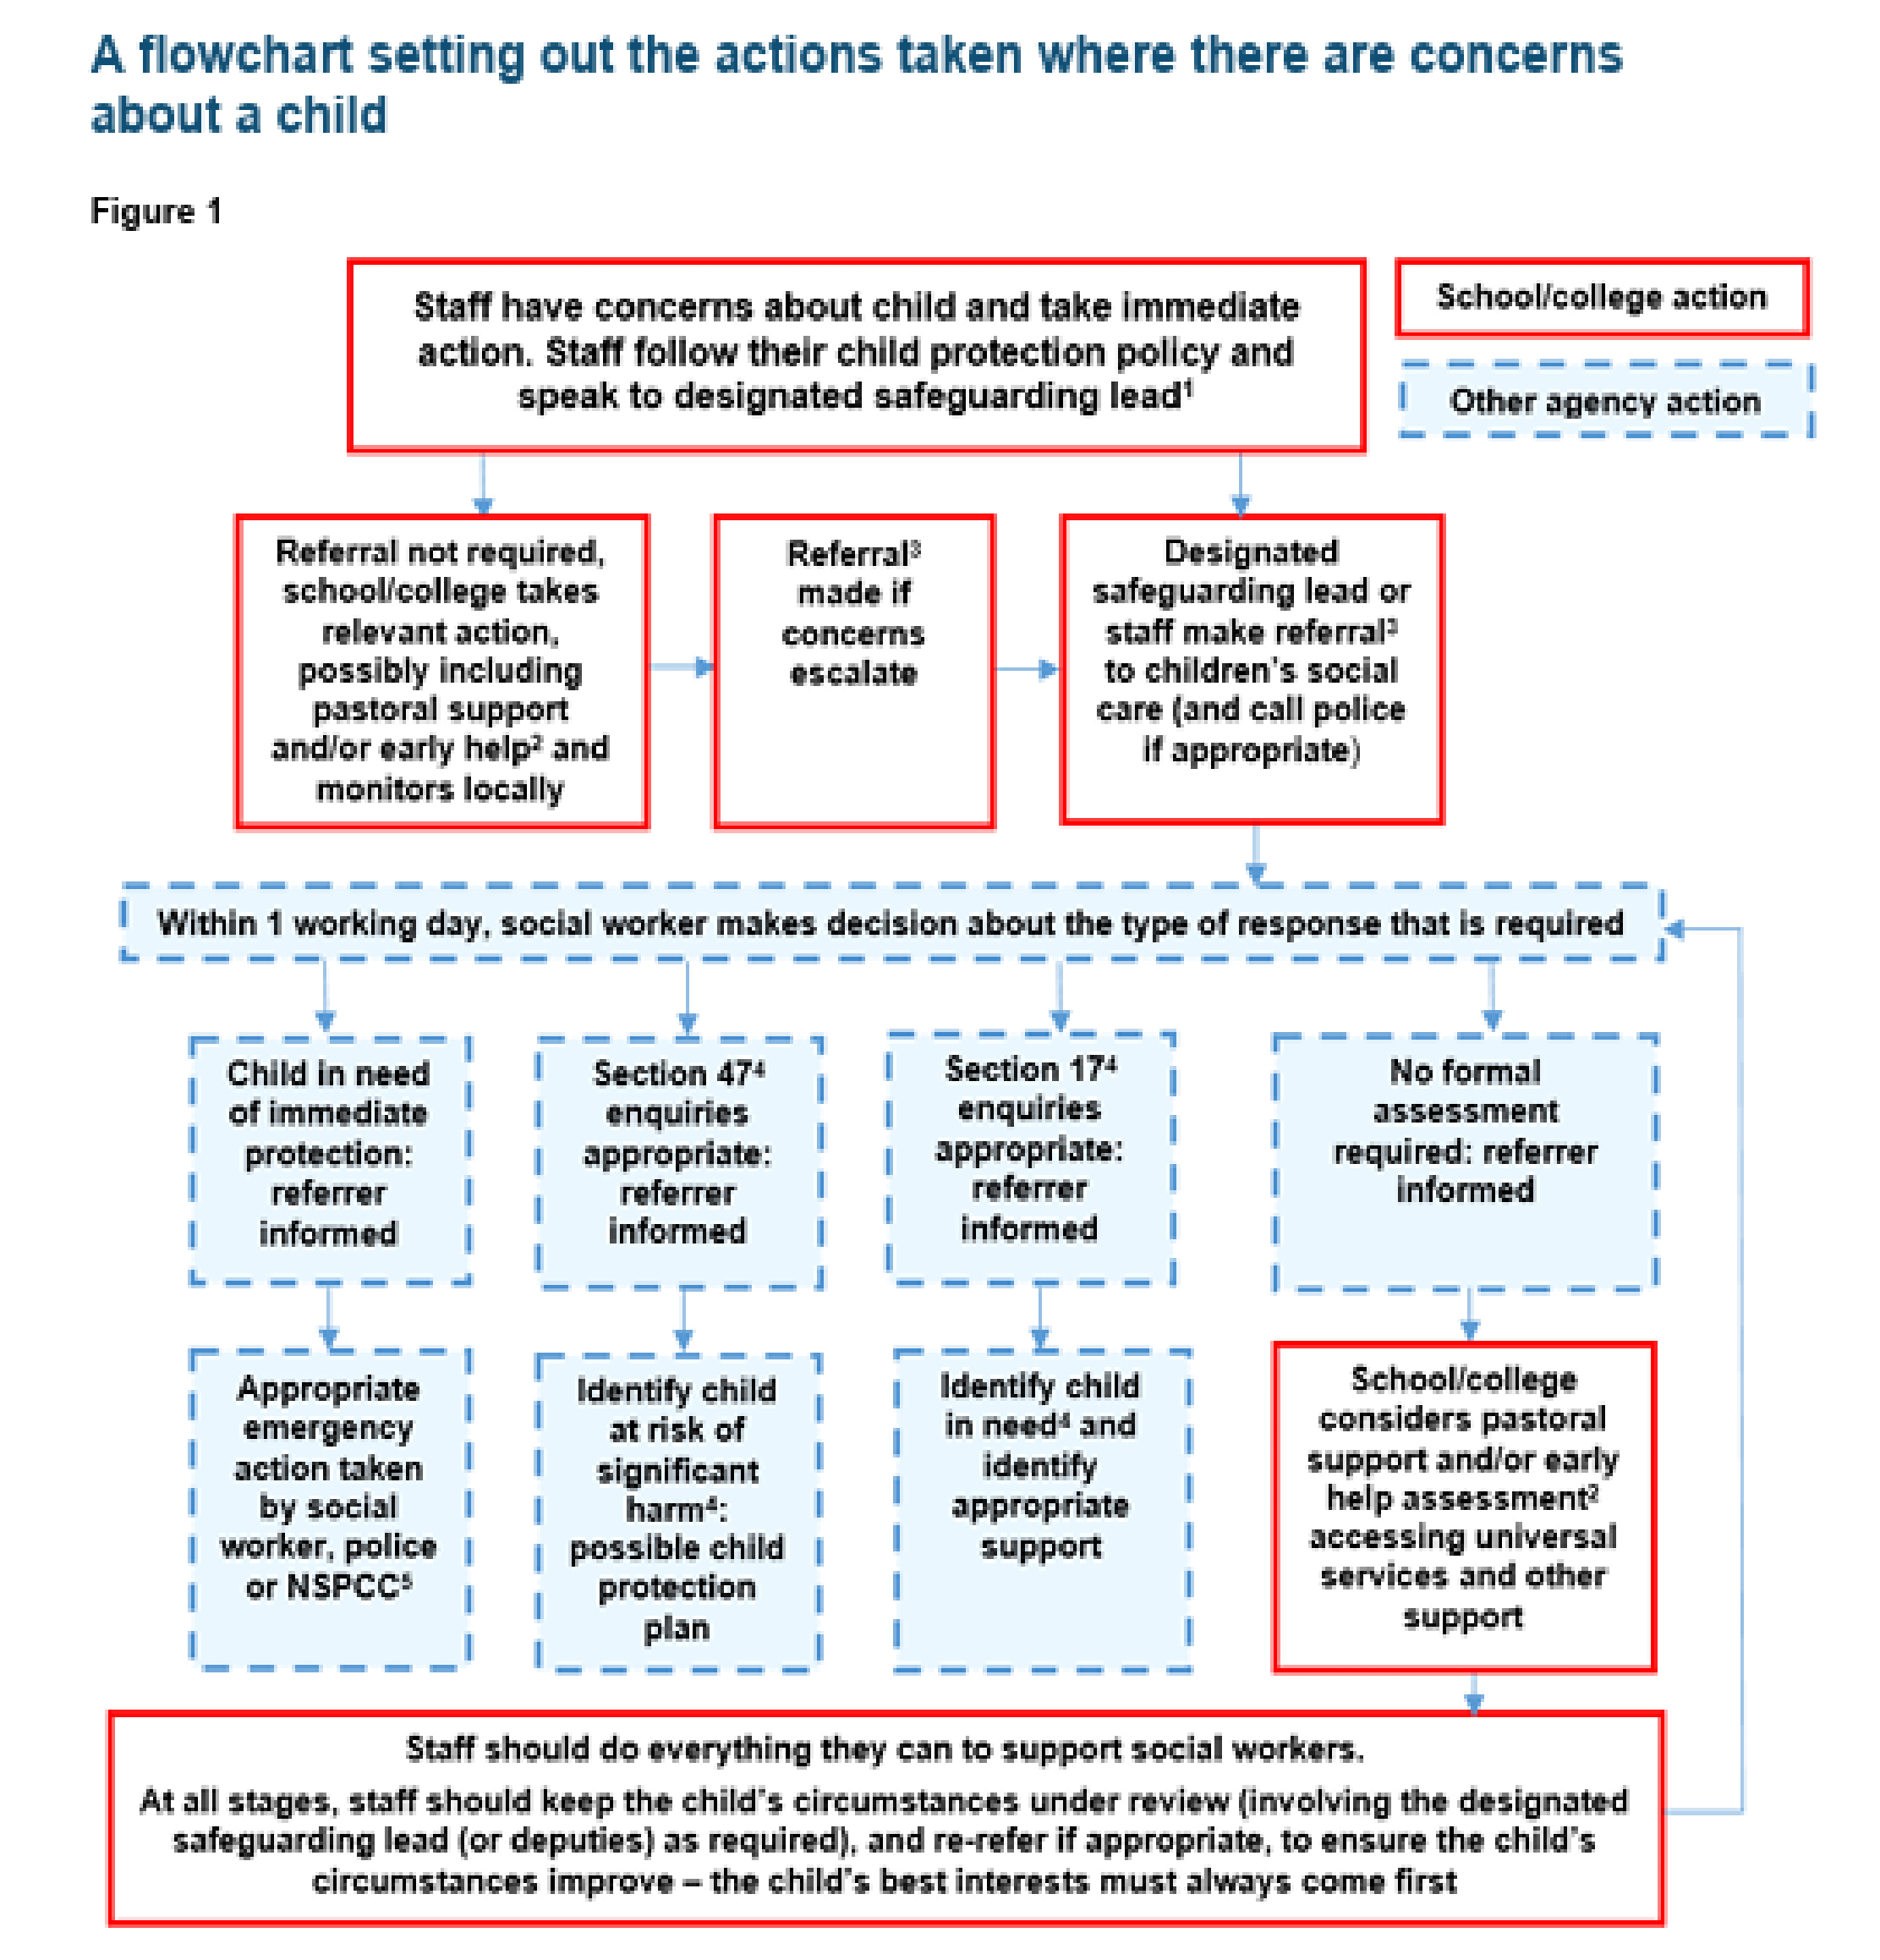 A flowchart setting out the actions taken where there are concerns
about a child
Figure 1
Staff have concerns about child and take immediate
action. Staff follow their child protection policy and
speak to designated safeguarding lead¹
School/college action
Other agency action
Referral not required,
school/college takes
relevant action,
possibly including
pastoral support
and/or early help² and
monitors locally
Referral³
made if
concerns
escalate
Designated
safeguarding lead or
staff make referral³
to children's social
care (and call police
if appropriate)
Within 1 working day, social worker makes decision about the type of response that is required
Child in need
of immediate
protection:
referrer
informed
Section 47⁴
enquiries
appropriate:
referrer
informed
Section 17⁴
enquiries
appropriate:
referrer
informed
No formal
assessment
required: referrer
informed
Appropriate
emergency
action taken
by social
worker, police
or NSPCC⁵
Identify child
at risk of
significant
harm⁴:
possible child
protection
plan
Identify child
in need⁴ and
identify
appropriate
support
School/college
considers pastoral
support and/or early
help assessment²
accessing universal
services and other
support
Staff should do everything they can to support social workers.
At all stages, staff should keep the child's circumstances under review (involving the designated
safeguarding lead (or deputies) as required), and re-refer if appropriate, to ensure the child's
circumstances improve – the child's best interests must always come first